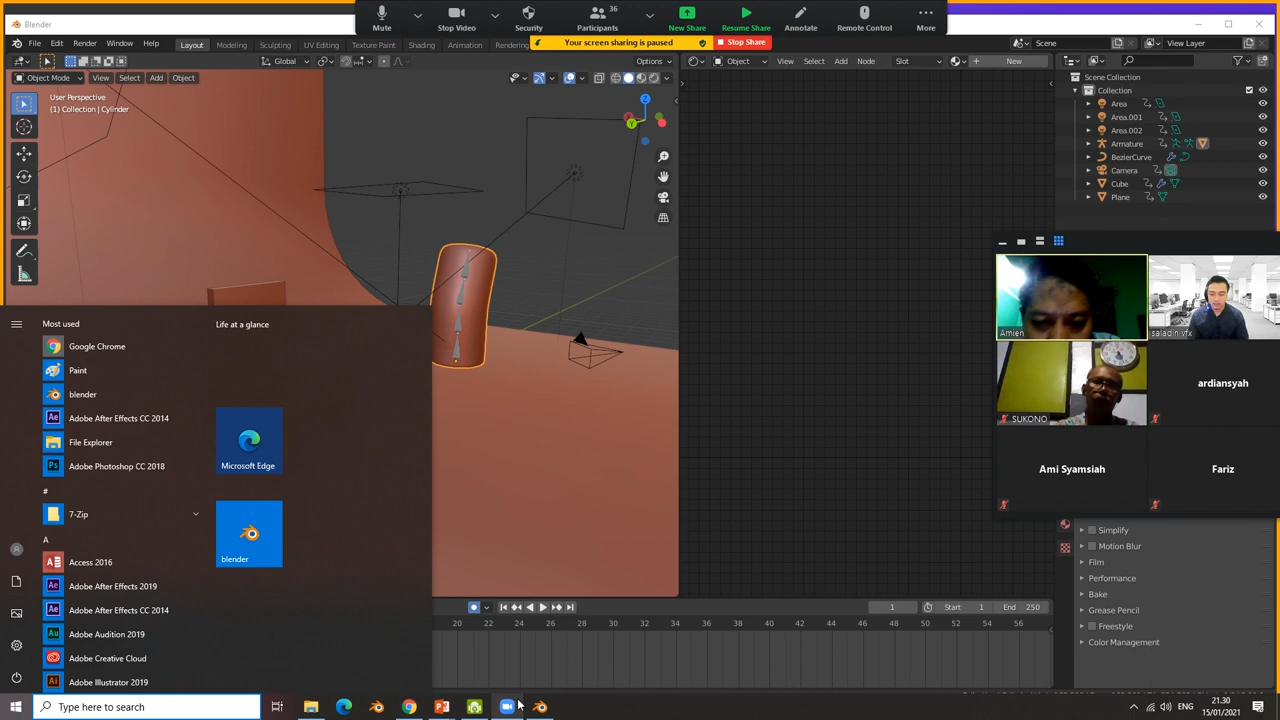 Blender
Mute
Stop Video
Security
Participants
36
New Share
Resume Share
Annotate
Remote Control
More
Your screen sharing is paused
Stop Share
File Edit Render Window Help
Layout Modeling Sculpting UV Editing Texture Paint Shading Animation Rendering
Scene
View Layer
Global
Options
Object
View Select Add Node
Slot
New
Object Mode
View Select Add Object
User Perspective
(1) Collection | Cylinder
Z
Y
Scene Collection
Collection
Area
Area.001
Area.002
Armature
BezierCurve
Camera
Cube
Plane
Amien
saladin vfx
SUKONO
ardiansyah
Ami Syamsiah
Fariz
Most used
Google Chrome
Paint
blender
Adobe After Effects CC 2014
File Explorer
Adobe Photoshop CC 2018
#
7-Zip
A
Access 2016
Adobe After Effects 2019
Adobe After Effects CC 2014
Adobe Audition 2019
Adobe Creative Cloud
Adobe Illustrator 2019
Life at a glance
Microsoft Edge
blender
Simplify
Motion Blur
Film
Performance
Bake
Grease Pencil
Freestyle
Color Management
1
Start 1
End 250
20 22 24 26 28 30 32 34 36 38 40 42 44 46 48 50 52 54 56
Type here to search
ENG
21.30
15/01/2021